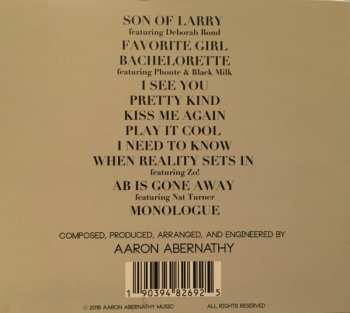 SON OF LARRY
featuring Deborah Bond
FAVORITE GIRL
BACHELORETTE
featuring Phonte & Black Milk
I SEE YOU
PRETTY KIND
KISS ME AGAIN
PLAY IT COOL
I NEED TO KNOW
WHEN REALITY SETS IN
featuring Zo!
AB IS GONE AWAY
featuring Nat Turner
MONOLOGUE
COMPOSED, PRODUCED, ARRANGED, AND ENGINEERED BY
AARON ABERNATHY
1 90394 82692 5
© 2016 AARON ABERNATHY MUSIC ALL RIGHTS RESERVED